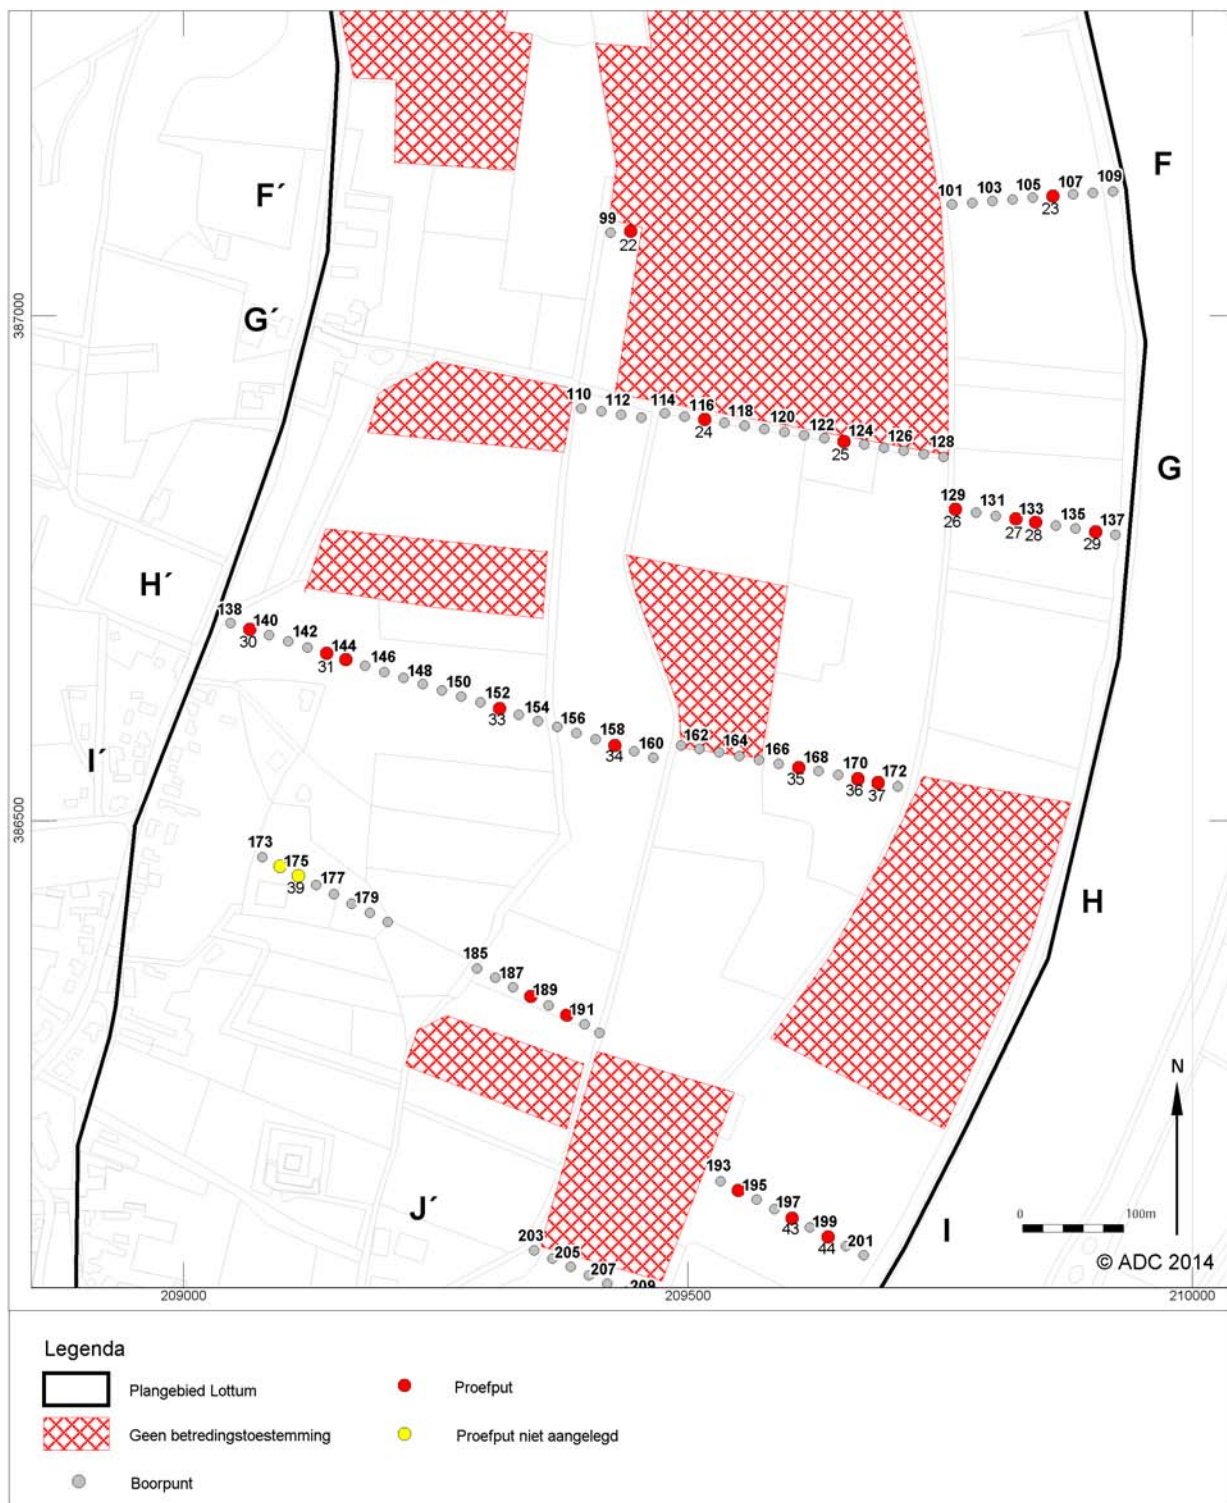 F
F´
101 103 105 107 109
23
99
22
G´
387000
110 112 114 116 118 120 122 124 126 128
24
25
G
129 131 133 135 137
26 27 28 29
H´
138 140 142 144 146 148 150 152 154 156 158 160 162 164 166 168 170 172
30
31
33
34
35
36 37
I´
386500
173 175 177 179
39
H
185 187 189 191
N
193 195 197 199 201
43
44
J´
203 205 207 209
I
0 100m
© ADC 2014
209000 209500 210000
Legenda
Plangebied Lottum
Proefput
Geen betredingstoestemming
Proefput niet aangelegd
Boorpunt